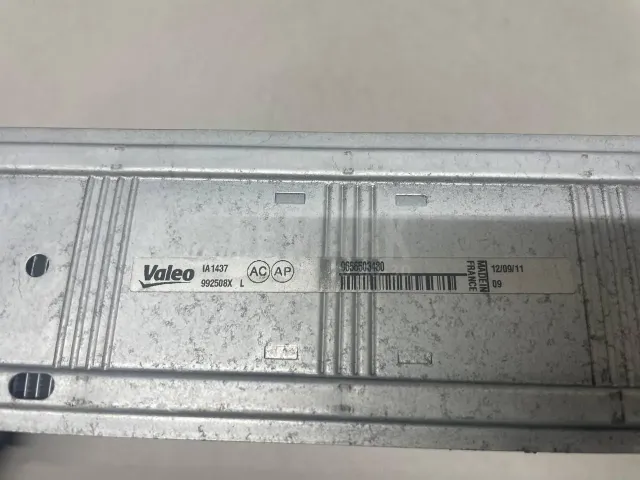 Valeo
IA1437
992508X L
AC AP
9656503480
MADE IN
FRANCE
12/09/11
09